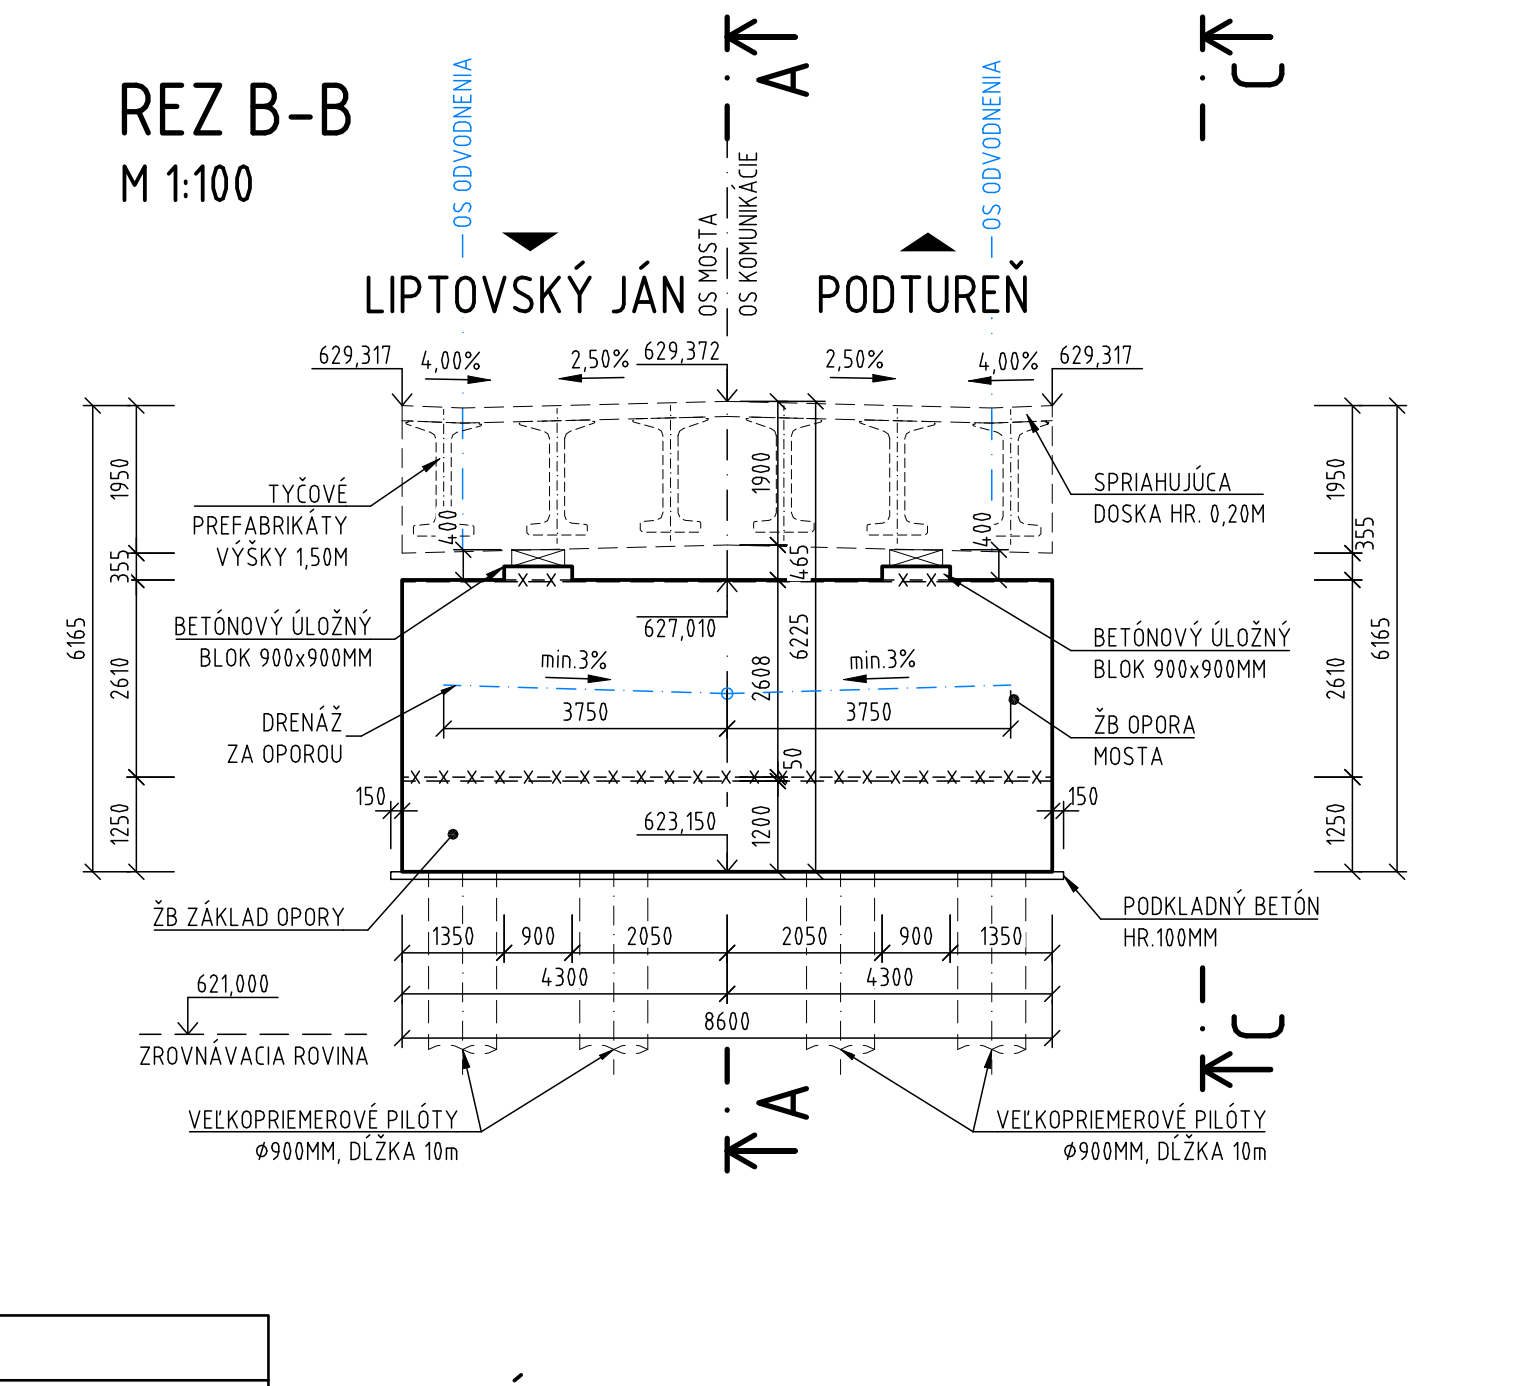 REZ B-B
M 1:100
OS ODVODNENIA
OS MOSTA
OS KOMUNIKÁCIE
OS ODVODNENIA
A
C
LIPTOVSKÝ JÁN
PODTUREŇ
629,317
4,00%
2,50%
629,372
2,50%
4,00%
629,317
1950
355
2610
1250
6165
TYČOVÉ
PREFABRIKÁTY
VÝŠKY 1,50M
400
1900
465
6225
400
SPRIAHUJÚCA
DOSKA HR. 0,20M
1950
355
2610
1250
6165
BETÓNOVÝ ÚLOŽNÝ
BLOK 900x900MM
627,010
BETÓNOVÝ ÚLOŽNÝ
BLOK 900x900MM
min.3%
2608
min.3%
DRENÁŽ
ZA OPOROU
3750
3750
ŽB OPORA
MOSTA
50
150
623,150
1200
150
ŽB ZÁKLAD OPORY
PODKLADNÝ BETÓN
HR.100MM
1350
900
2050
2050
900
1350
4300
4300
8600
621,000
ZROVNÁVACIA ROVINA
C
A
VEĽKOPRIEMEROVÉ PILÓTY
ϕ900MM, DĹŽKA 10m
VEĽKOPRIEMEROVÉ PILÓTY
ϕ900MM, DĹŽKA 10m